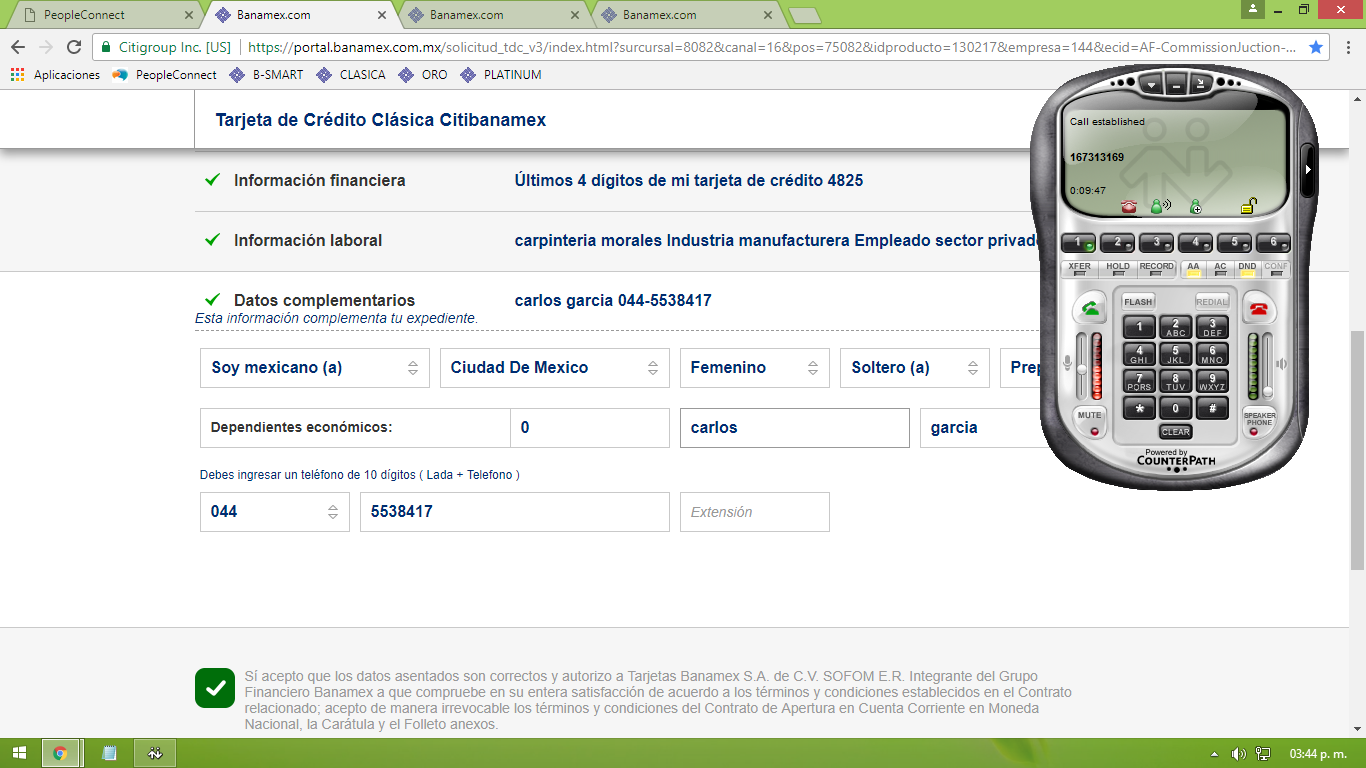 PeopleConnect
Banamex.com
Banamex.com
Banamex.com
Citigroup Inc. [US]
https://portal.banamex.com.mx/solicitud_tdc_v3/index.html?surcursal=8082&canal=16&pos=75082&idproducto=130217&empresa=144&ecid=AF-CommissionJuction-...
Aplicaciones PeopleConnect B-SMART CLASICA ORO PLATINUM
Tarjeta de Crédito Clásica Citibanamex
Información financiera Últimos 4 dígitos de mi tarjeta de crédito 4825
Información laboral carpinteria morales Industria manufacturera Empleado sector privado
Datos complementarios carlos garcia 044-5538417
Esta información complementa tu expediente.
Soy mexicano (a) Ciudad De Mexico Femenino Soltero (a) Prep
Dependientes económicos: 0 carlos garcia
Debes ingresar un teléfono de 10 dígitos ( Lada + Telefono )
044 5538417 Extensión
Sí acepto que los datos asentados son correctos y autorizo a Tarjetas Banamex S.A. de C.V. SOFOM E.R. Integrante del Grupo
Financiero Banamex a que compruebe en su entera satisfacción de acuerdo a los términos y condiciones establecidos en el Contrato
relacionado; acepto de manera irrevocable los términos y condiciones del Contrato de Apertura en Cuenta Corriente en Moneda
Nacional, la Carátula y el Folleto anexos.
Call established
167313169
0:09:47
1 2 3 4 5 6
XFER HOLD RECORD AA AC DND CONF
FLASH REDIAL
1 2 ABC 3 DEF
4 GHI 5 JKL 6 MNO
7 PQRS 8 TUV 9 WXYZ
* 0 #
MUTE
SPEAKER
PHONE
CLEAR
Powered by
COUNTERPATH
03:44 p. m.